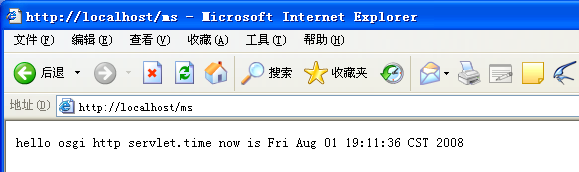 http://localhost/ms - Microsoft Internet Explorer
文件(F) 编辑(E) 查看(V) 收藏(A) 工具(T) 帮助(H)
后退 搜索 收藏夹
地址(D) http://localhost/ms
hello osgi http servlet.time now is Fri Aug 01 19:11:36 CST 2008